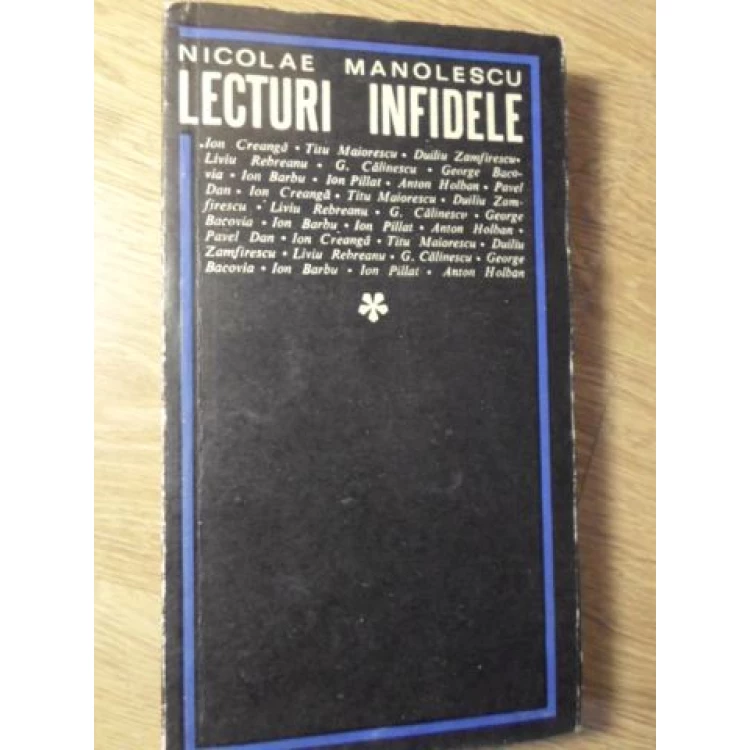 NICOLAE MANOLESCU
LECTURI INFIDELE
Ion Creangă • Titu Maiorescu • Duiliu Zamfirescu •
Liviu Rebreanu • G. Călinescu • George Baco-
via • Ion Barbu • Ion Pillat • Anton Holban • Pavel
Dan • Ion Creangă • Titu Maiorescu • Duiliu Zam-
firescu • Liviu Rebreanu • G. Călinescu • George
Bacovia • Ion Barbu • Ion Pillat • Anton Holban •
Pavel Dan • Ion Creangă • Titu Maiorescu • Duiliu
Zamfirescu • Liviu Rebreanu • G. Călinescu • George
Bacovia • Ion Barbu • Ion Pillat • Anton Holban